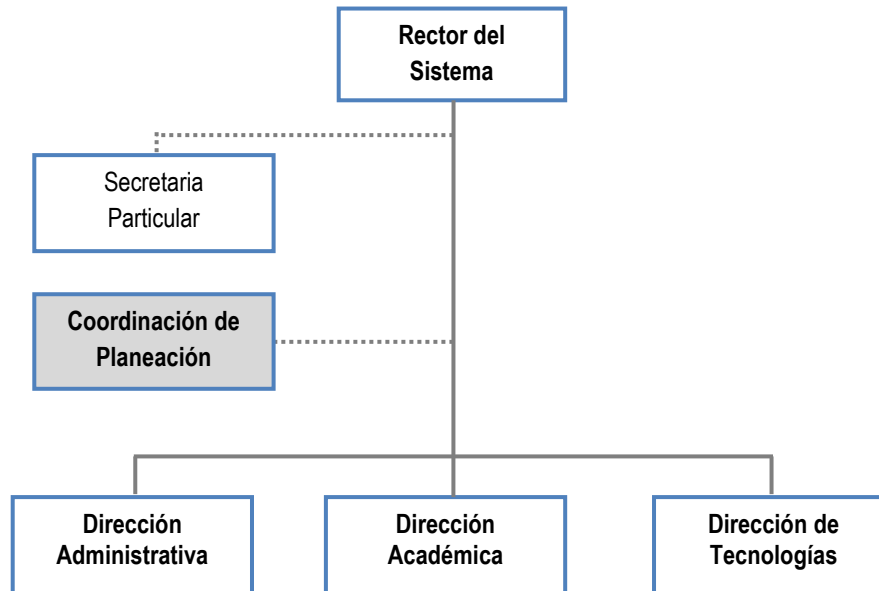 Rector del
Sistema
Secretaria
Particular
Coordinación de
Planeación
Dirección
Administrativa
Dirección
Académica
Dirección de
Tecnologías